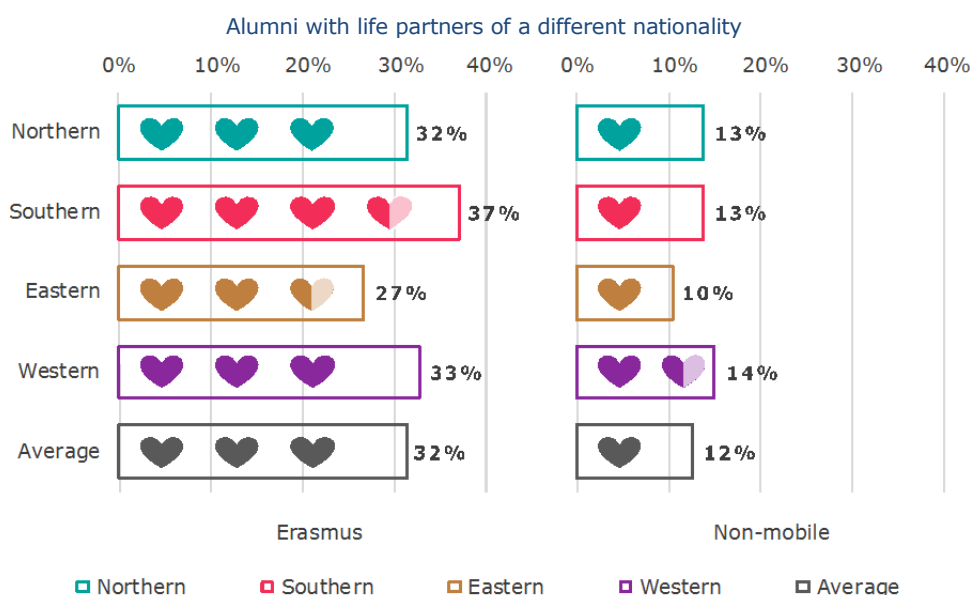 Alumni with life partners of a different nationality
0% 10% 20% 30% 40% 0% 10% 20% 30% 40%
Northern 32% 13%
Southern 37% 13%
Eastern 27% 10%
Western 33% 14%
Average 32% 12%
Erasmus Non-mobile
Northern Southern Eastern Western Average